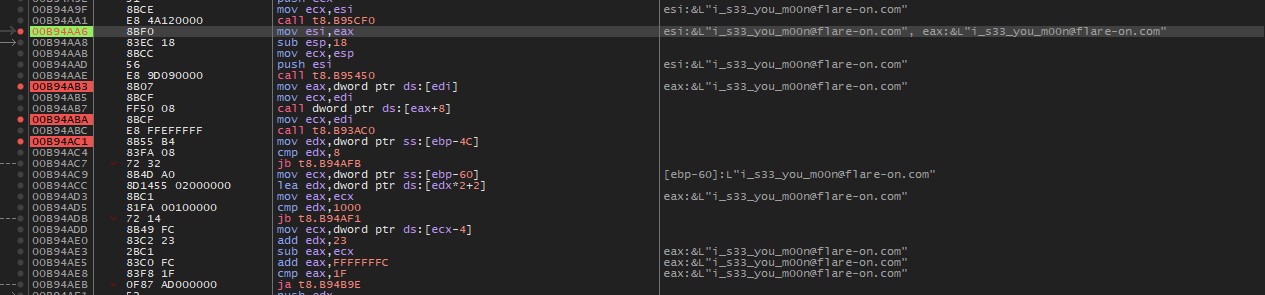 00B94A9F 8BCE mov ecx,esi esi:&L"i_s33_you_m00n@flare-on.com"
00B94AA1 E8 4A120000 call t8.B95CF0
00B94AA6 8BF0 mov esi,eax esi:&L"i_s33_you_m00n@flare-on.com", eax:&L"i_s33_you_m00n@flare-on.com"
00B94AA8 83EC 18 sub esp,18
00B94AAB 8BCC mov ecx,esp
00B94AAD 56 push esi esi:&L"i_s33_you_m00n@flare-on.com"
00B94AAE E8 9D090000 call t8.B95450
00B94AB3 8B07 mov eax,dword ptr ds:[edi] eax:&L"i_s33_you_m00n@flare-on.com"
00B94AB5 8BCF mov ecx,edi
00B94AB7 FF50 08 call dword ptr ds:[eax+8]
00B94ABA 8BCF mov ecx,edi
00B94ABC E8 FFEFFFFF call t8.B93AC0
00B94AC1 8B55 B4 mov edx,dword ptr ss:[ebp-4C]
00B94AC4 83FA 08 cmp edx,8
00B94AC7 72 32 jb t8.B94AFB
00B94AC9 8B4D A0 mov ecx,dword ptr ss:[ebp-60] [ebp-60]:L"i_s33_you_m00n@flare-on.com"
00B94ACC 8D1455 02000000 lea edx,dword ptr ds:[edx*2+2]
00B94AD3 8BC1 mov eax,ecx eax:&L"i_s33_you_m00n@flare-on.com"
00B94AD5 81FA 00100000 cmp edx,1000
00B94ADB 72 14 jb t8.B94AF1
00B94ADD 8B49 FC mov ecx,dword ptr ds:[ecx-4]
00B94AE0 83C2 23 add edx,23
00B94AE3 2BC1 sub eax,ecx eax:&L"i_s33_you_m00n@flare-on.com"
00B94AE5 83C0 FC add eax,FFFFFFFC eax:&L"i_s33_you_m00n@flare-on.com"
00B94AE8 83F8 1F cmp eax,1F eax:&L"i_s33_you_m00n@flare-on.com"
00B94AEB 0F87 AD000000 ja t8.B94B9E